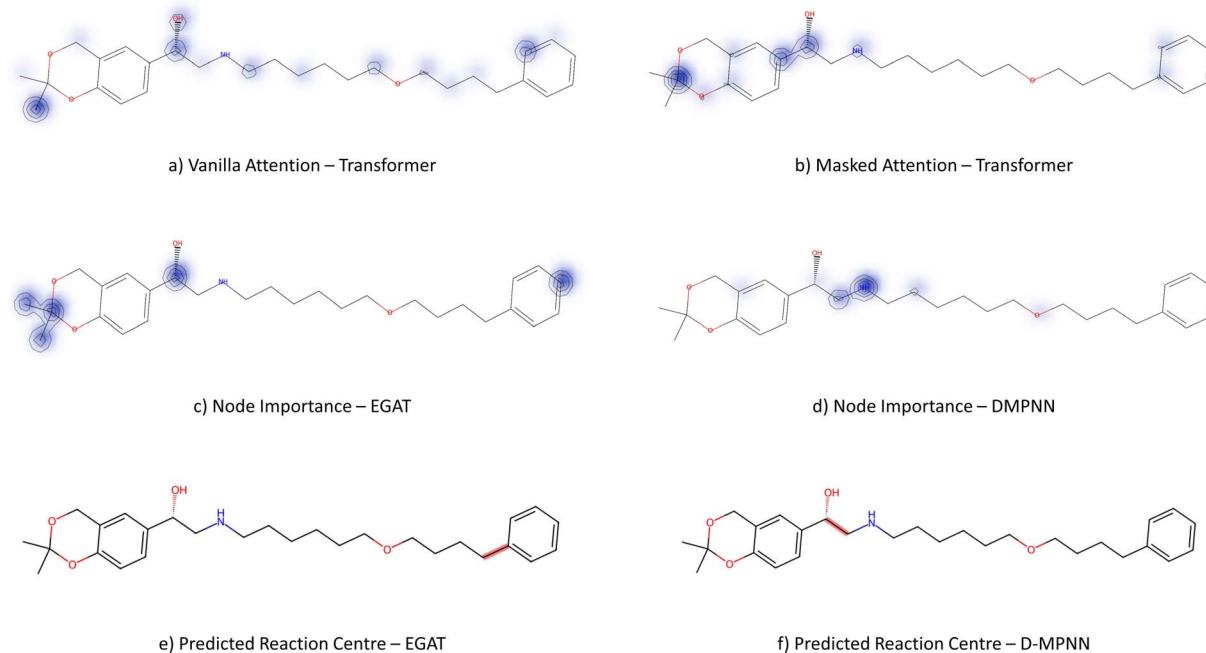 OH
O
NH
O
O
a) Vanilla Attention – Transformer
OH
O
NH
O
O
b) Masked Attention – Transformer
OH
O
NH
O
O
c) Node Importance – EGAT
OH
O
NH
O
O
d) Node Importance – DMPNN
OH
O
H
N
O
O
e) Predicted Reaction Centre – EGAT
OH
O
H
N
O
O
f) Predicted Reaction Centre – D-MPNN